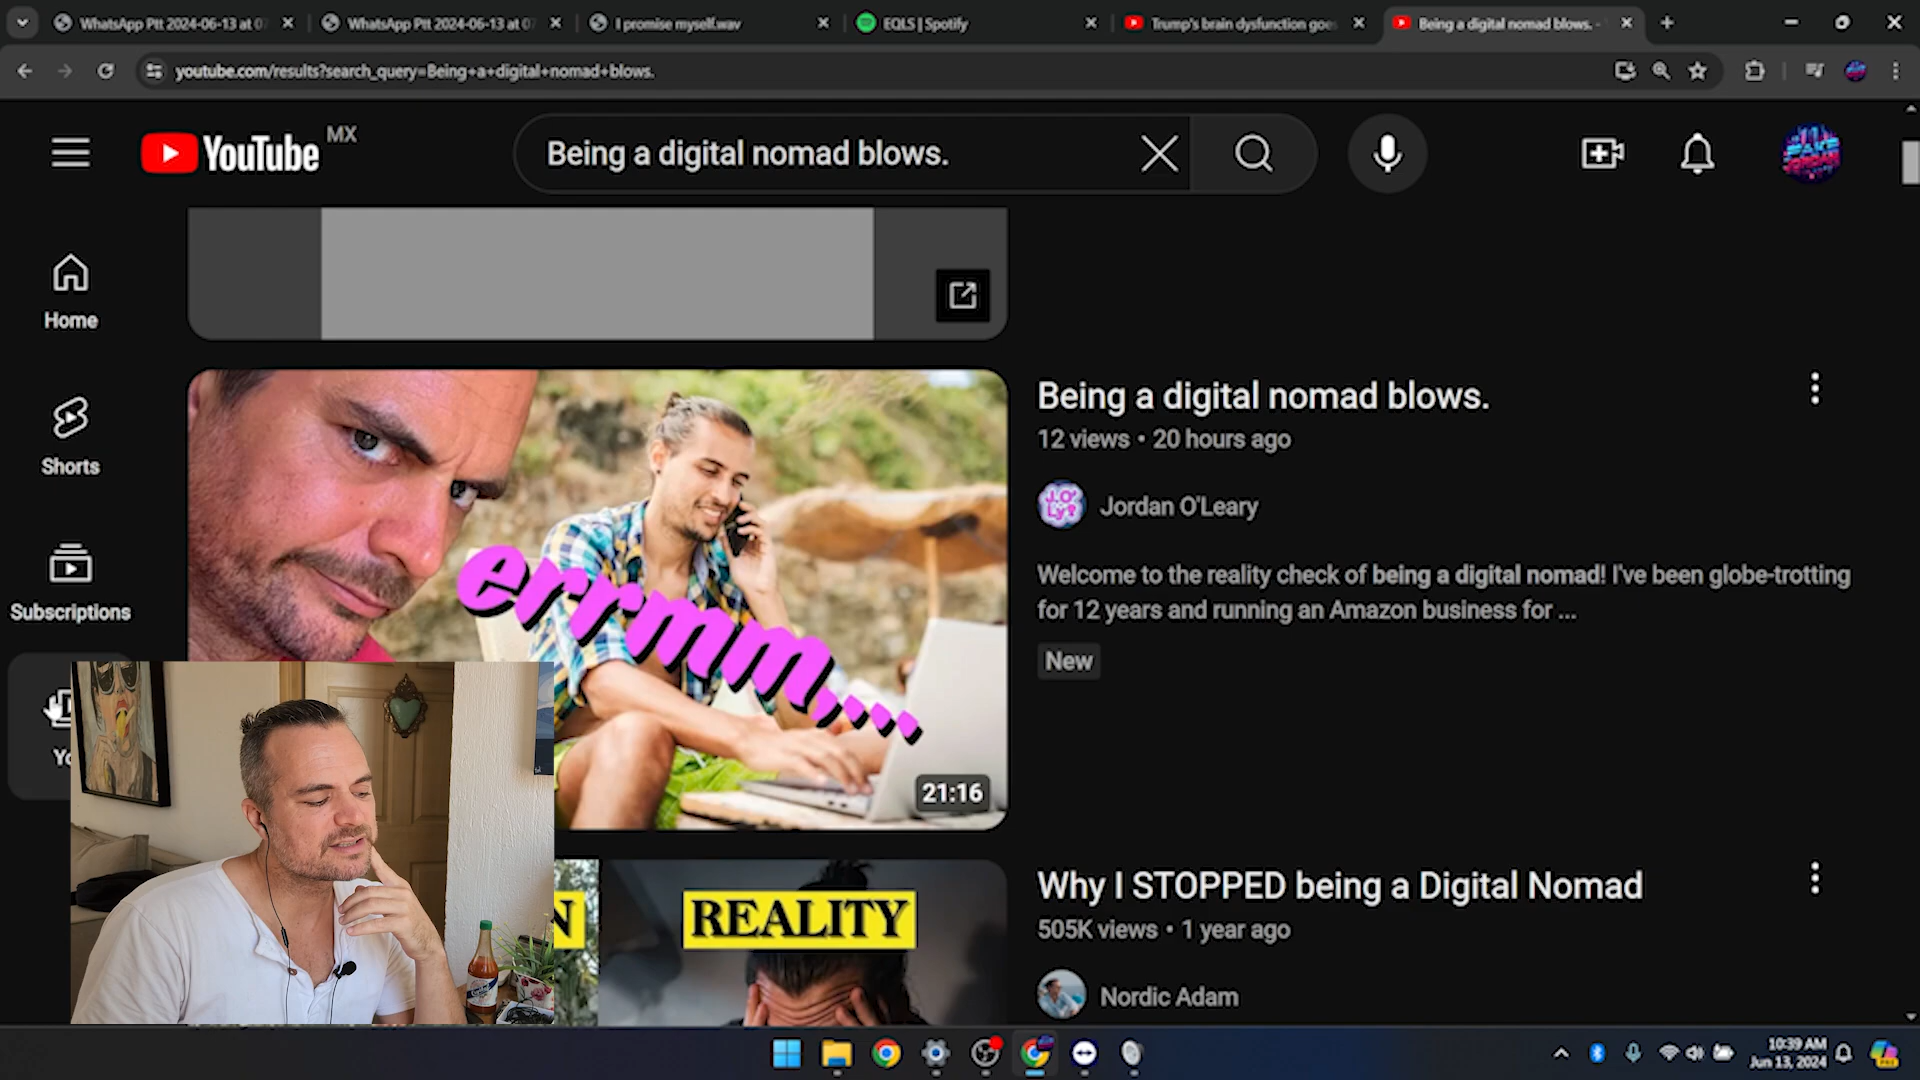 WhatsApp Ptt 2024-06-13 at 07
WhatsApp Ptt 2024-06-13 at 07
I promise myself.wav
EQLS | Spotify
Trump's brain dysfunction goes
Being a digital nomad blows. -
youtube.com/results?search_query=Being+a+digital+nomad+blows.
YouTube MX
Being a digital nomad blows.
Home
Shorts
Subscriptions
Yo
errmm,...
21:16
Being a digital nomad blows.
12 views • 20 hours ago
J.O' Ly?
Jordan O'Leary
Welcome to the reality check of being a digital nomad! I've been globe-trotting
for 12 years and running an Amazon business for ...
New
N
REALITY
Why I STOPPED being a Digital Nomad
505K views • 1 year ago
Nordic Adam
10:39 AM
Jun 13, 2024